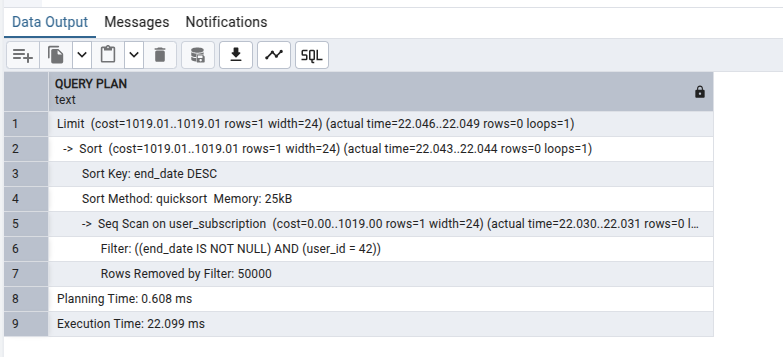 Data Output Messages Notifications
SQL
QUERY PLAN
text
1 Limit (cost=1019.01..1019.01 rows=1 width=24) (actual time=22.046..22.049 rows=0 loops=1)
2 -> Sort (cost=1019.01..1019.01 rows=1 width=24) (actual time=22.043..22.044 rows=0 loops=1)
3 Sort Key: end_date DESC
4 Sort Method: quicksort Memory: 25kB
5 -> Seq Scan on user_subscription (cost=0.00..1019.00 rows=1 width=24) (actual time=22.030..22.031 rows=0 l...
6 Filter: ((end_date IS NOT NULL) AND (user_id = 42))
7 Rows Removed by Filter: 50000
8 Planning Time: 0.608 ms
9 Execution Time: 22.099 ms